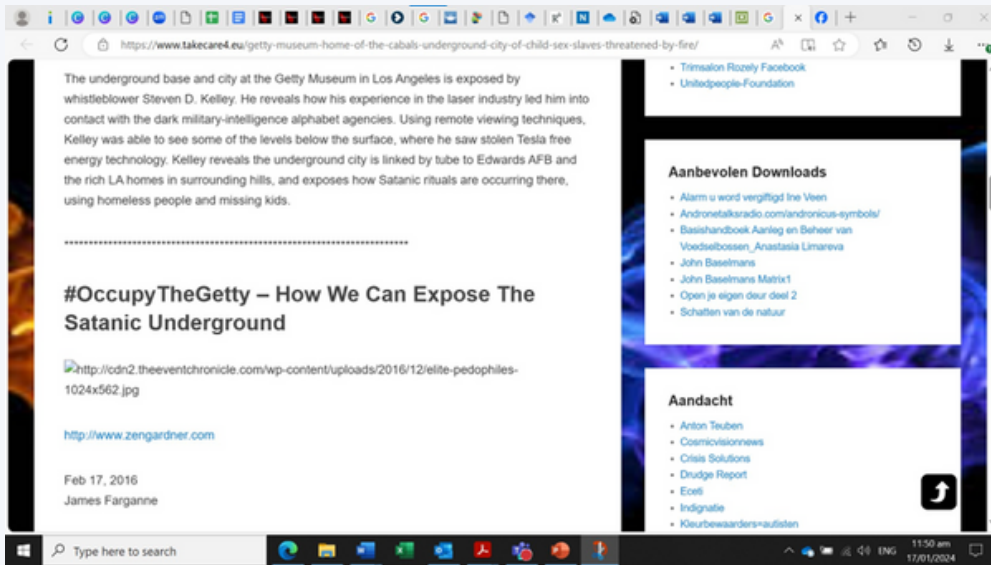 https://www.takecare4.eu/getty-museum-home-of-the-cabals-underground-city-of-child-sex-slaves-threatened-by-fire/
The underground base and city at the Getty Museum in Los Angeles is exposed by
whistleblower Steven D. Kelley. He reveals how his experience in the laser industry led him into
contact with the dark military-intelligence alphabet agencies. Using remote viewing techniques,
Kelley was able to see some of the levels below the surface, where he saw stolen Tesla free
energy technology. Kelley reveals the underground city is linked by tube to Edwards AFB and
the rich LA homes in surrounding hills, and exposes how Satanic rituals are occurring there,
using homeless people and missing kids.
#OccupyTheGetty – How We Can Expose The
Satanic Underground
http://cdn2.theeventchronicle.com/wp-content/uploads/2016/12/elite-pedophiles-
1024x562.jpg
http://www.zengardner.com
Feb 17, 2016
James Farganne
Trimsalon Rozely Facebook
Unitedpeople-Foundation
Aanbevolen Downloads
Alarm u word vergiftigd Ine Veen
Andronetalksradio.com/andronicus-symbols/
Basishandboek Aanleg en Beheer van
Voedselbossen_Anastasia Limareva
John Baselmans
John Baselmans Matrix1
Open je eigen deur deel 2
Schatten van de natuur
Aandacht
Anton Teuben
Cosmicvisionnews
Crisis Solutions
Drudge Report
Eceti
Indignatie
Kleurbewaarders=autisten
Type here to search
ENG
11:50 am
17/01/2024